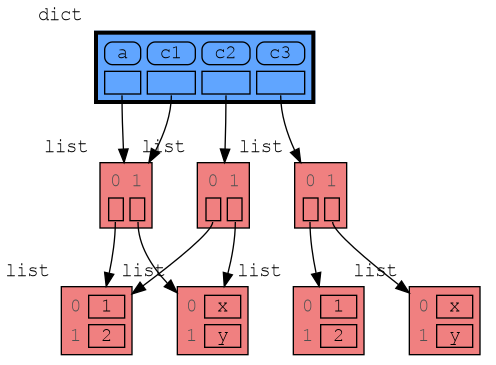 dict
a c1 c2 c3
list list list
0 1 0 1 0 1
list list list list
0 1 0 x 0 1 0 x
1 2 1 y 1 2 1 y